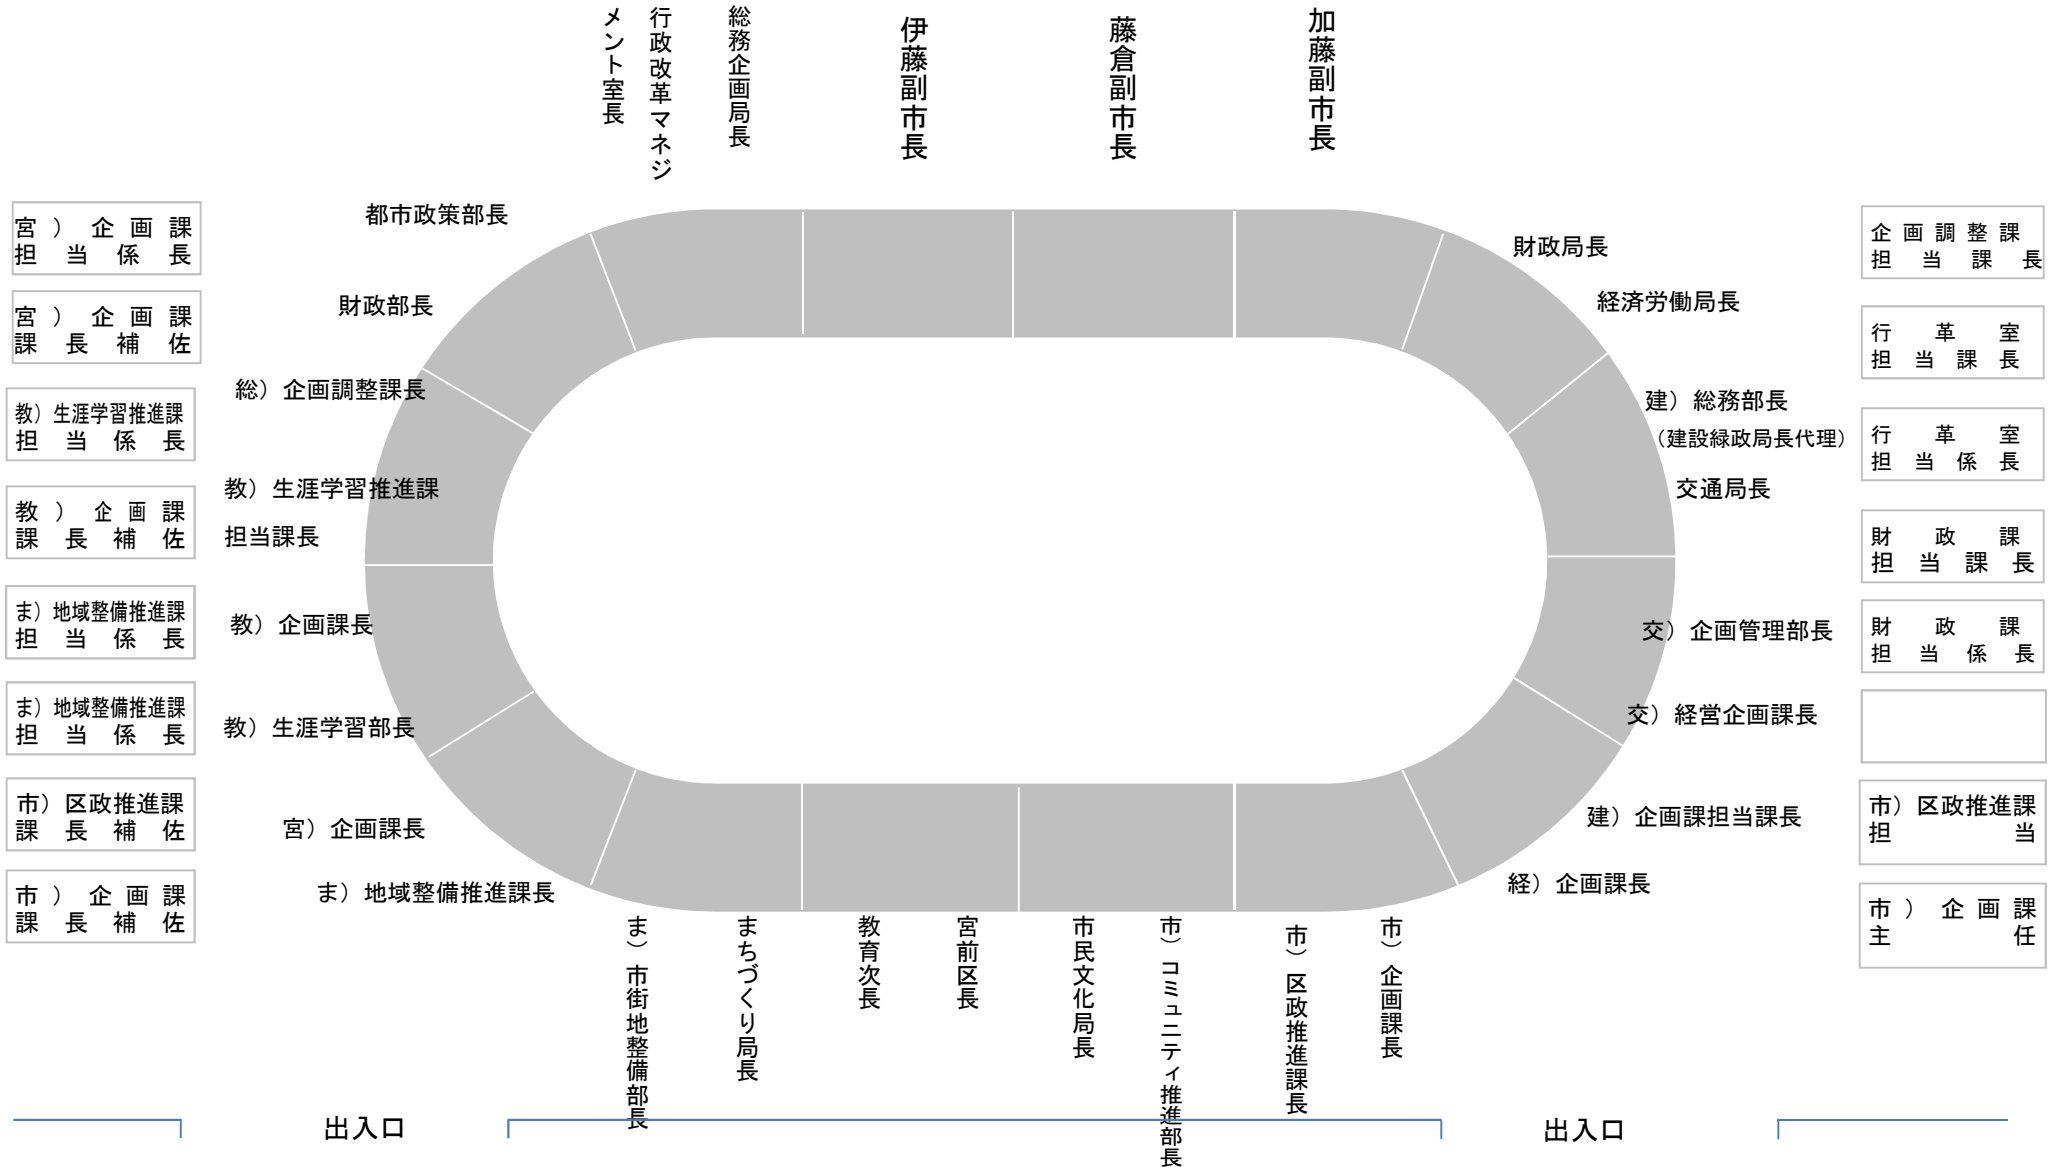 行政改革マネジ
メント室長
総務企画局長
伊藤副市長
藤倉副市長
加藤副市長
宮）企画課
担当係長
宮）企画課
課長補佐
教）生涯学習推進課
担当係長
教）企画課
課長補佐
ま）地域整備推進課
担当係長
ま）地域整備推進課
担当係長
市）区政推進課
課長補佐
市）企画課
課長補佐
都市政策部長
財政部長
総）企画調整課長
教）生涯学習推進課
担当課長
教）企画課長
教）生涯学習部長
宮）企画課長
ま）地域整備推進課長
財政局長
経済労働局長
建）総務部長
（建設緑政局長代理）
交通局長
交）企画管理部長
交）経営企画課長
建）企画課担当課長
経）企画課長
企画調整課
担当課長
行革室
担当課長
行革室
担当係長
財政課
担当課長
財政課
担当係長
市）区政推進課
担当
市）企画課
主任
ま）市街地整備部長
まちづくり局長
教育次長
宮前区長
市民文化局長
市）コミュニティ推進部長
市）区政推進課長
市）企画課長
出入口
出入口